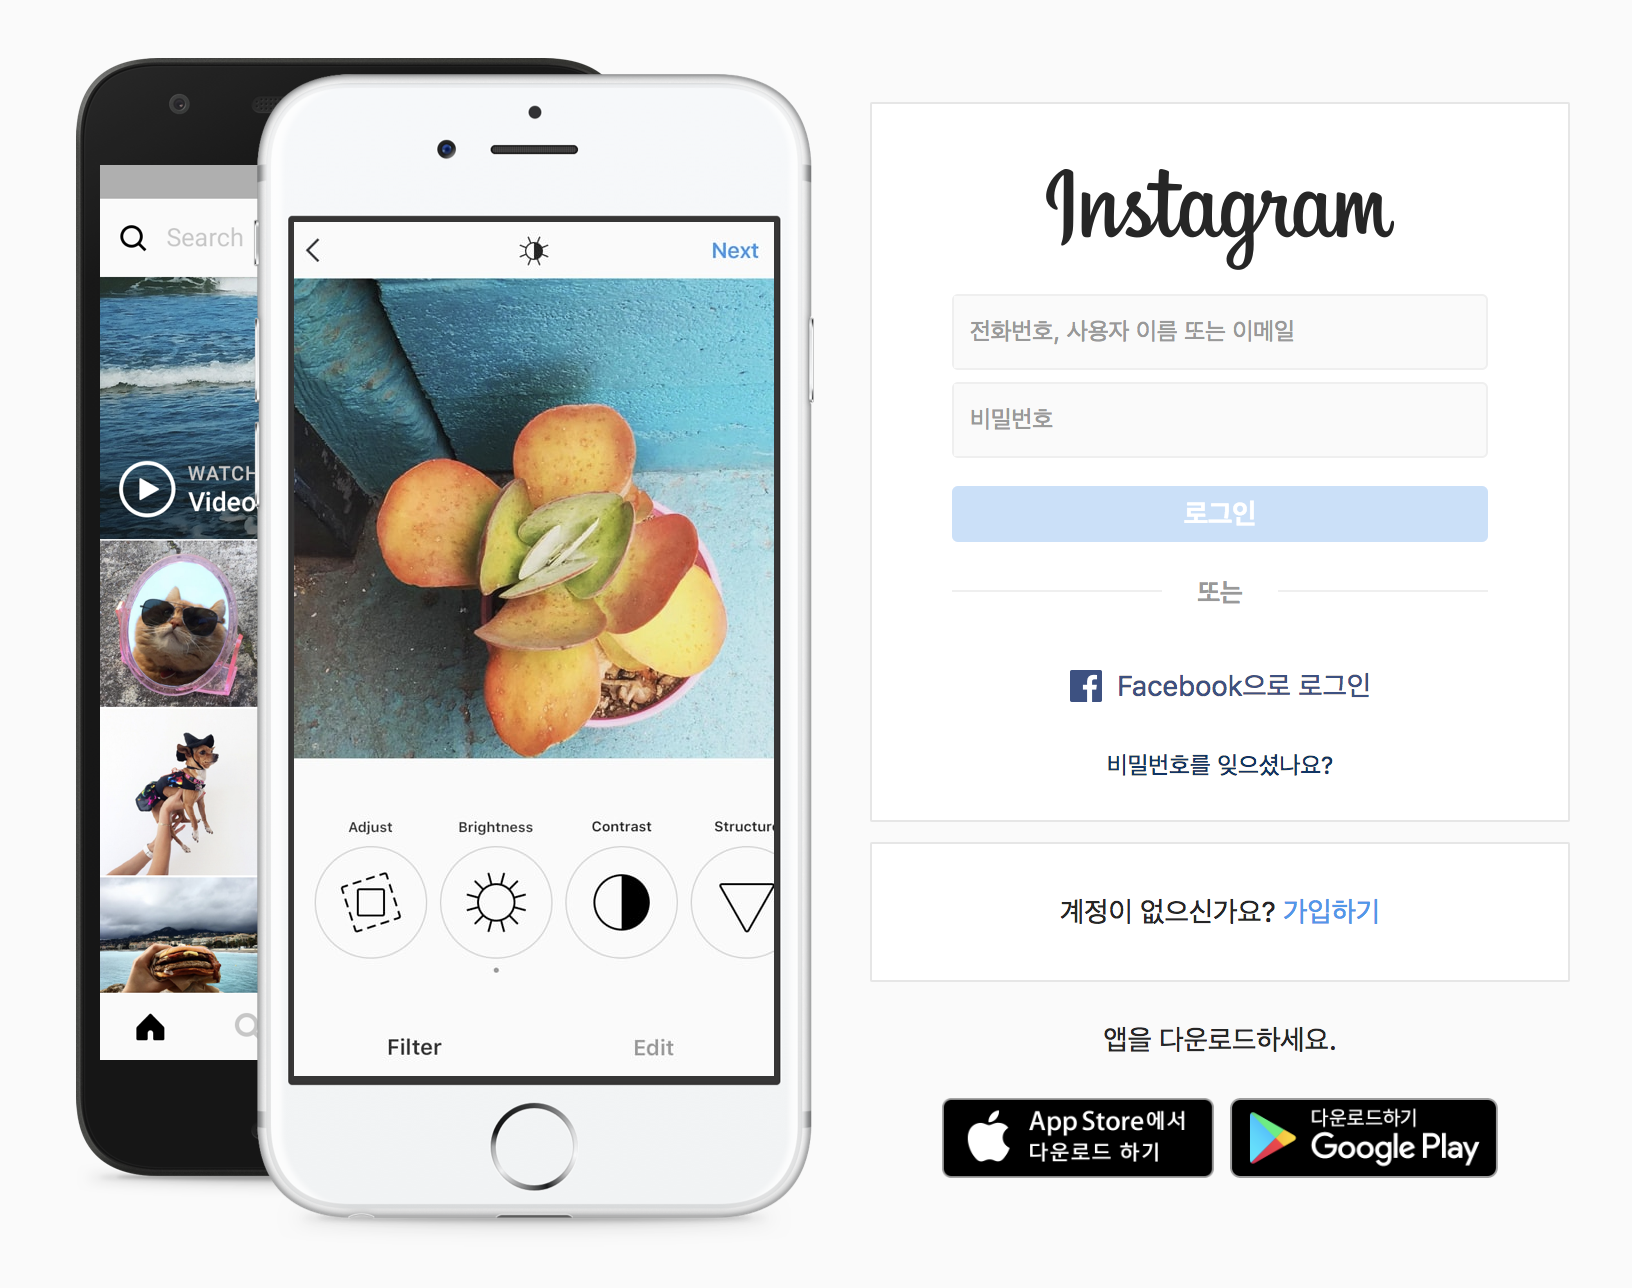 Search
WATCH
Video
Next
Adjust
Brightness
Contrast
Structure
Filter
Edit
Instagram
전화번호, 사용자 이름 또는 이메일
비밀번호
로그인
또는
Facebook으로 로그인
비밀번호를 잊으셨나요?
계정이 없으신가요? 가입하기
앱을 다운로드하세요.
App Store에서
다운로드 하기
다운로드하기
Google Play